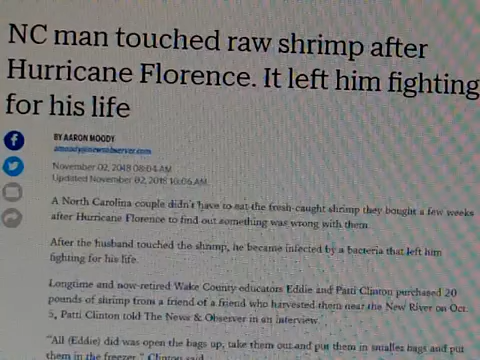 NC man touched raw shrimp after
Hurricane Florence. It left him fighting
for his life
BY AARON MOODY
amoody@newsobserver.com
November 02, 2018 08:04 AM
Updated November 02, 2018 10:06 AM
A North Carolina couple didn't have to eat the fresh-caught shrimp they bought a few weeks
after Hurricane Florence to find out something was wrong with them.
After the husband touched the shrimp, he became infected by a bacteria that left him
fighting for his life.
Longtime and now-retired Wake County educators Eddie and Patti Clinton purchased 20
pounds of shrimp from a friend of a friend who harvested them near the New River on Oct.
5, Patti Clinton told The News & Observer in an interview.
"All (Eddie) did was open the bags up, take them out and put them in smaller bags and put
them in the freezer," Clinton said.